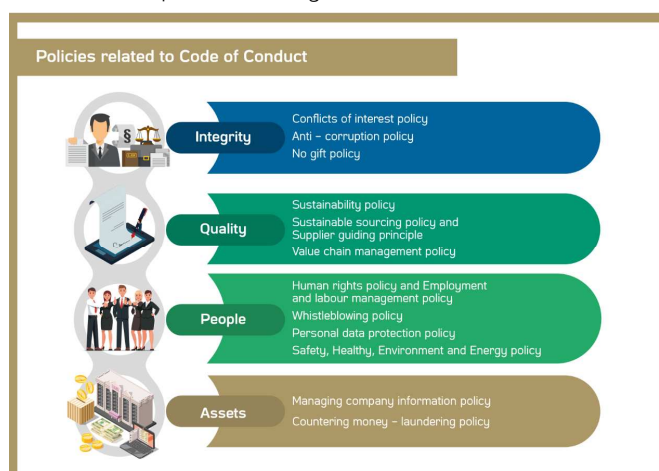 Policies related to Code of Conduct
Integrity
Conflicts of interest policy
Anti – corruption policy
No gift policy
§
Quality
Sustainability policy
Sustainable sourcing policy and
Supplier guiding principle
Value chain management policy
People
Human rights policy and Employment
and labour management policy
Whistleblowing policy
Personal data protection policy
Safety, Healthy, Environment and Energy policy
Assets
Managing company information policy
Countering money – laundering policy